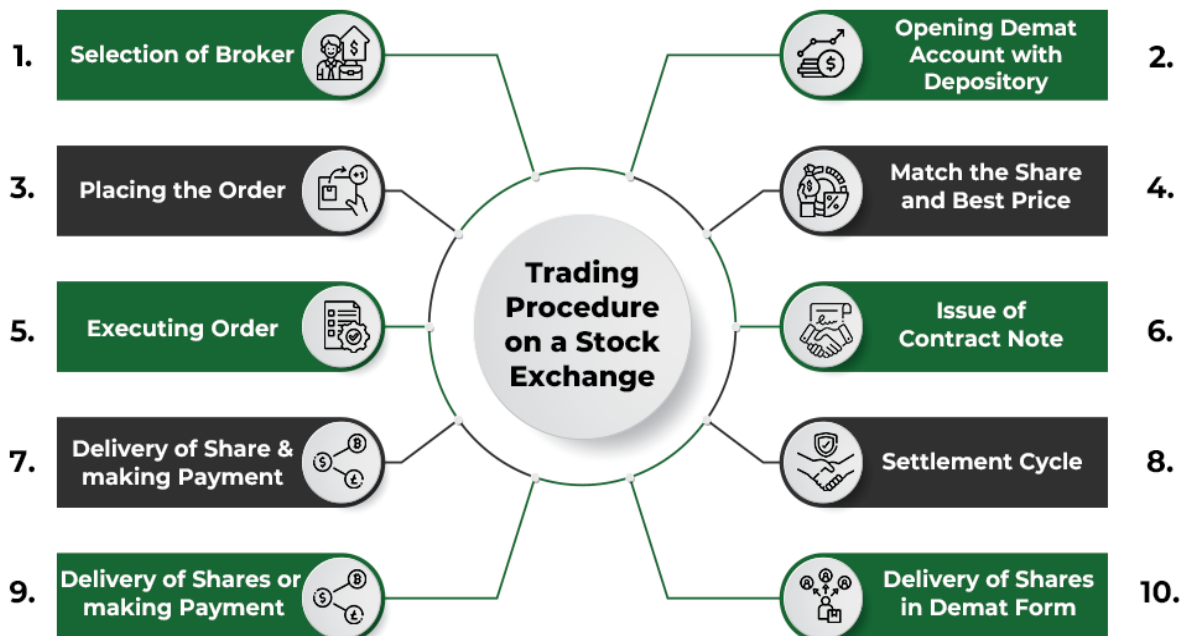 1.
Selection of Broker
Opening Demat
Account with
Depository
2.
3.
Placing the Order
Match the Share
and Best Price
4.
Trading
Procedure
on a Stock
Exchange
5.
Executing Order
Issue of
Contract Note
6.
7.
Delivery of Share &
making Payment
Settlement Cycle
8.
9.
Delivery of Shares or
making Payment
Delivery of Shares
in Demat Form
10.